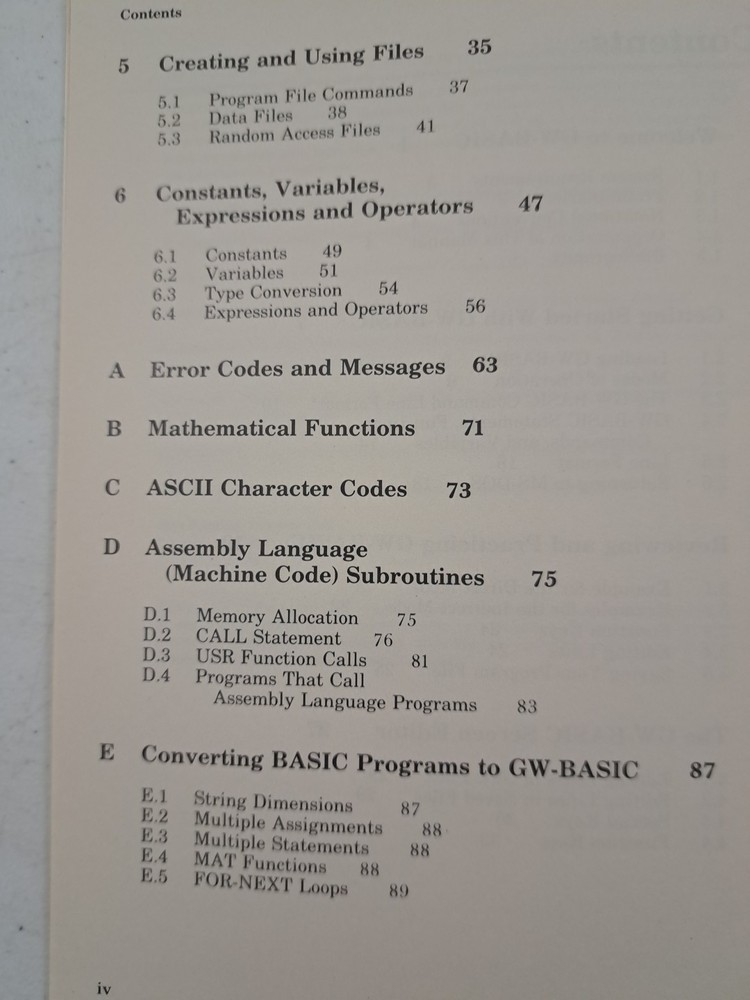 Contents
5 Creating and Using Files 35
5.1 Program File Commands 37
5.2 Data Files 38
5.3 Random Access Files 41
6 Constants, Variables,
Expressions and Operators 47
6.1 Constants 49
6.2 Variables 51
6.3 Type Conversion 54
6.4 Expressions and Operators 56
A Error Codes and Messages 63
B Mathematical Functions 71
C ASCII Character Codes 73
D Assembly Language
(Machine Code) Subroutines 75
D.1 Memory Allocation 75
D.2 CALL Statement 76
D.3 USR Function Calls 81
D.4 Programs That Call
Assembly Language Programs 83
E Converting BASIC Programs to GW-BASIC 87
E.1 String Dimensions 87
E.2 Multiple Assignments 88
E.3 Multiple Statements 88
E.4 MAT Functions 88
E.5 FOR-NEXT Loops 89
iv